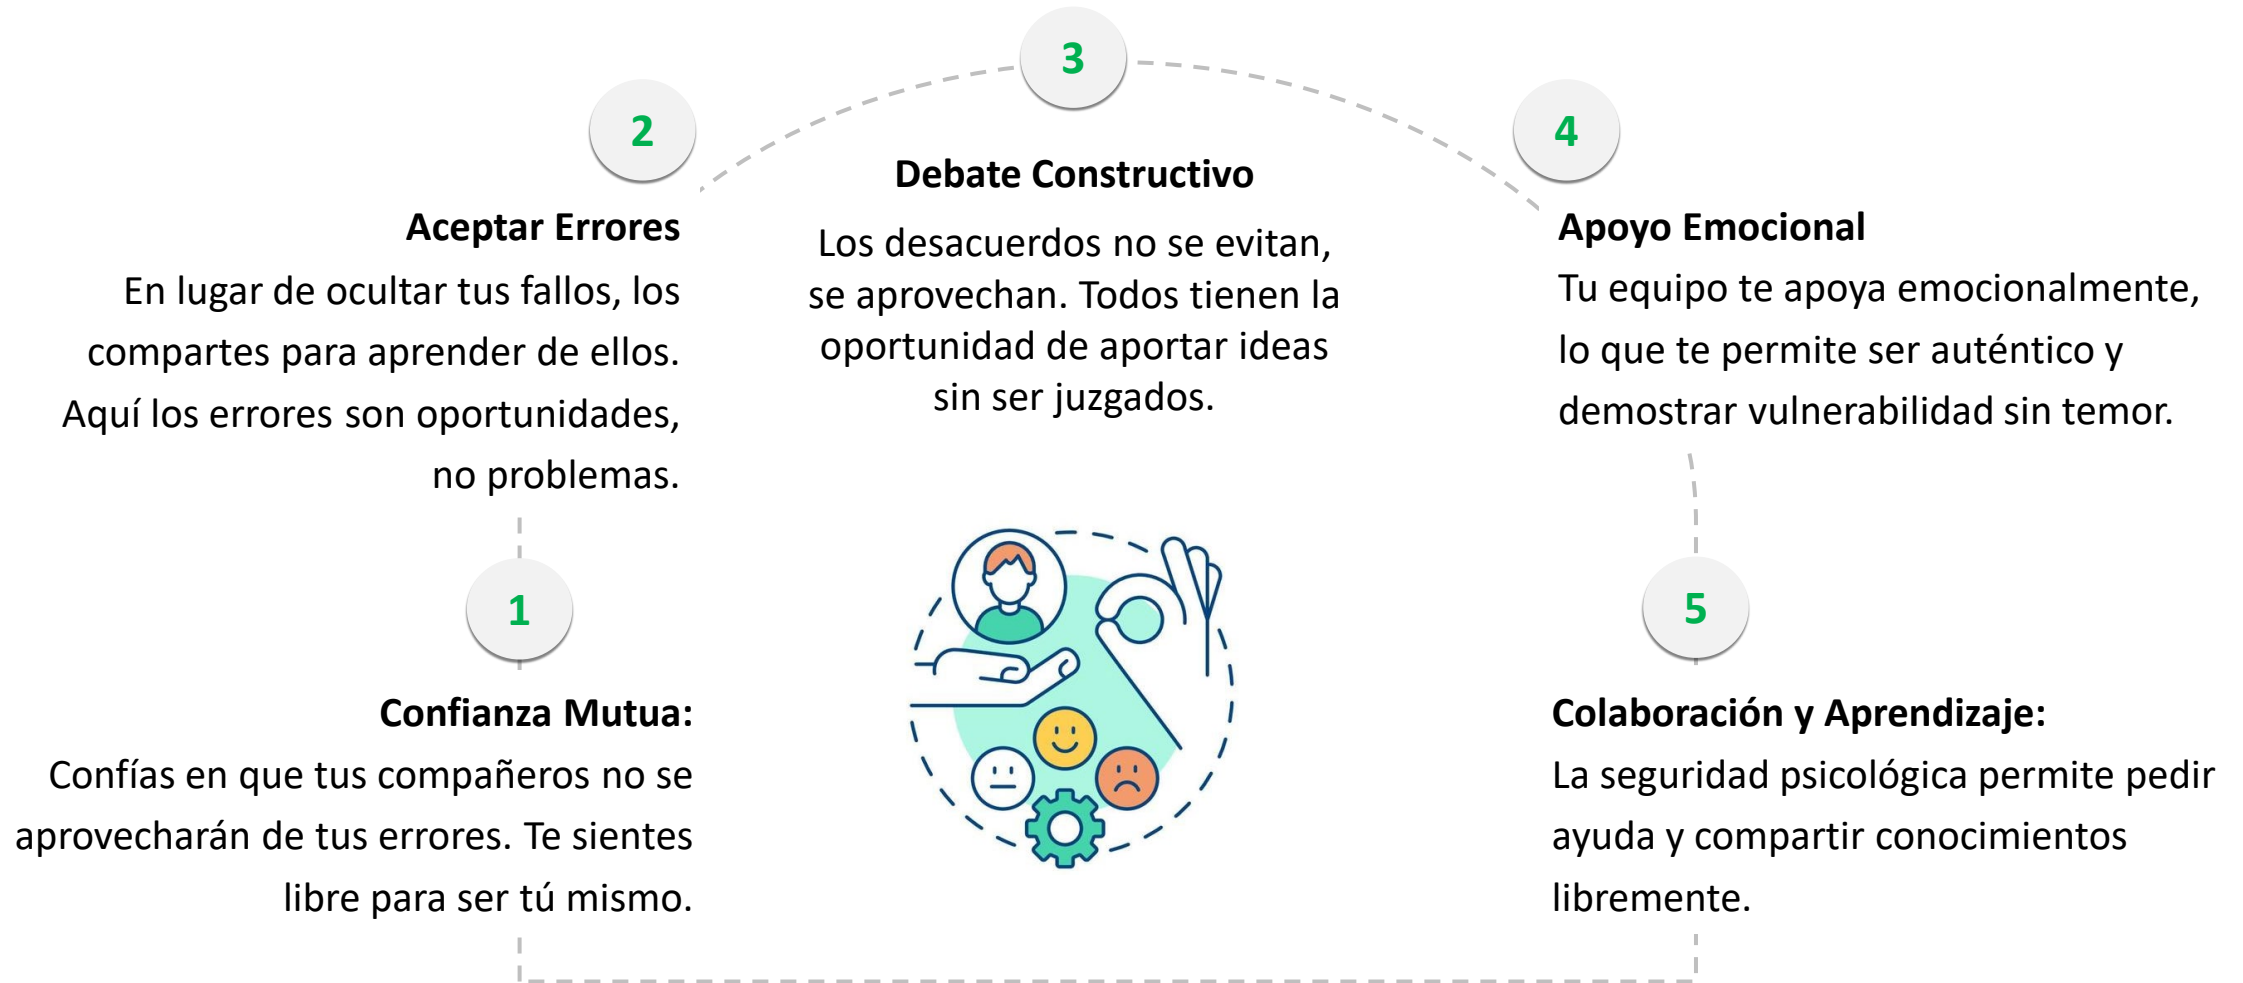 1
Confianza Mutua:
Confías en que tus compañeros no se
aprovecharán de tus errores. Te sientes
libre para ser tú mismo.
2
Aceptar Errores
En lugar de ocultar tus fallos, los
compartes para aprender de ellos.
Aquí los errores son oportunidades,
no problemas.
3
Debate Constructivo
Los desacuerdos no se evitan,
se aprovechan. Todos tienen la
oportunidad de aportar ideas
sin ser juzgados.
4
Apoyo Emocional
Tu equipo te apoya emocionalmente,
lo que te permite ser auténtico y
demostrar vulnerabilidad sin temor.
5
Colaboración y Aprendizaje:
La seguridad psicológica permite pedir
ayuda y compartir conocimientos
libremente.